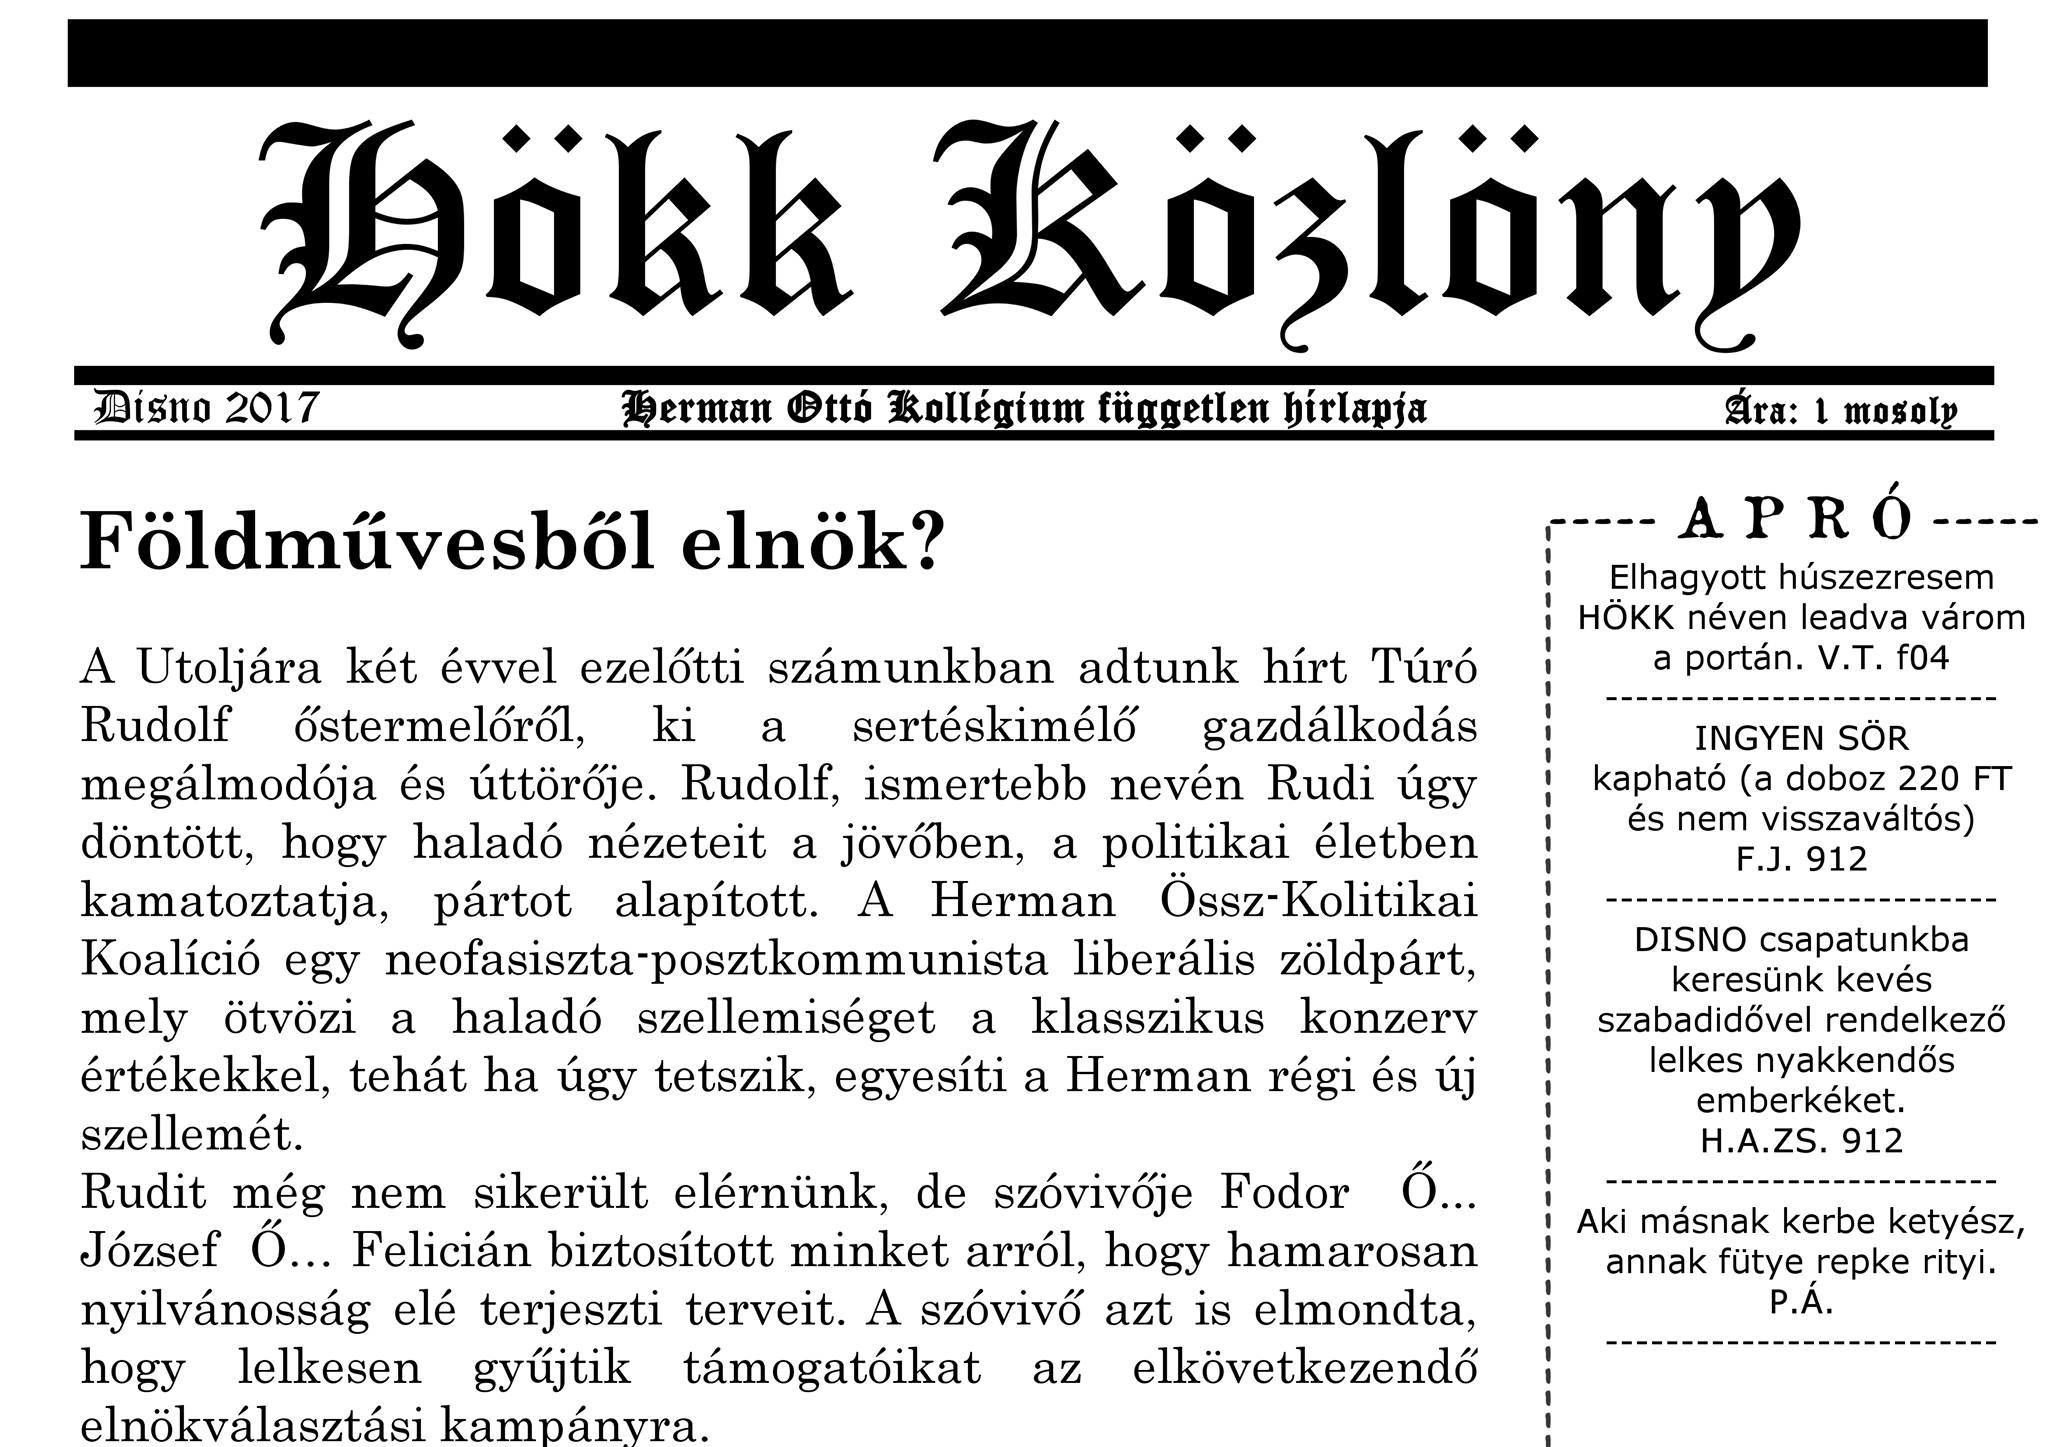 Hökk Közlöny
Disno 2017 Herman Ottó Kollégium független hírlapja Ára: 1 mosoly
Földművesből elnök?
A Utoljára két évvel ezelőtti számunkban adtunk hírt Túró
Rudolf őstermelőről, ki a sertéskimélő gazdálkodás
megálmodója és úttörője. Rudolf, ismertebb nevén Rudi úgy
döntött, hogy haladó nézeteit a jövőben, a politikai életben
kamatoztatja, pártot alapított. A Herman Össz-Kolitikai
Koalíció egy neofasiszta-posztkommunista liberális zöldpárt,
mely ötvözi a haladó szellemiséget a klasszikus konzerv
értékekkel, tehát ha úgy tetszik, egyesíti a Herman régi és új
szellemét.
Rudit még nem sikerült elérnünk, de szóvivője Fodor Ő...
József Ő... Felicián biztosított minket arról, hogy hamarosan
nyilvánosság elé terjeszti terveit. A szóvivő azt is elmondta,
hogy lelkesen gyűjtik támogatóikat az elkövetkezendő
elnökválasztási kampányra.
----- A P R Ó -----
Elhagyott húszezresem
HÖKK néven leadva várom
a portán. V.T. f04
--------------------------
INGYEN SÖR
kapható (a doboz 220 FT
és nem visszaváltós)
F.J. 912
--------------------------
DISNO csapatunkba
keresünk kevés
szabadidővel rendelkező
lelkes nyakkendős
emberkéket.
H.A.ZS. 912
--------------------------
Aki másnak kerbe ketyész,
annak fütye repke rityi.
P.Á.
--------------------------